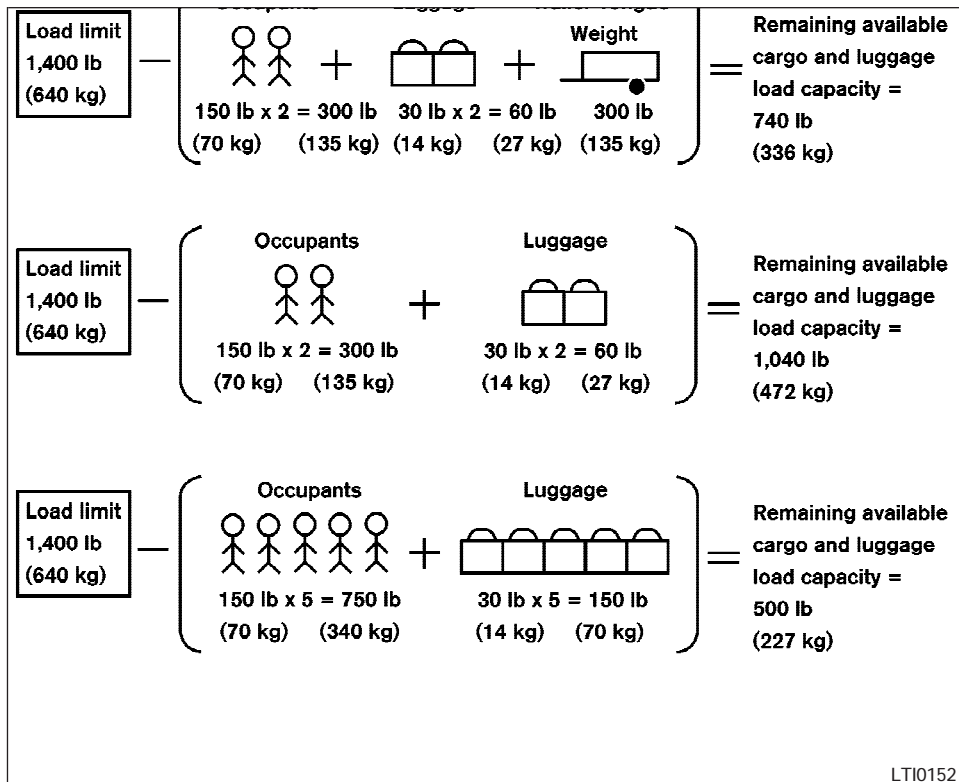 Load limit
1,400 lb
(640 kg)
Weight
150 lb x 2 = 300 lb 30 lb x 2 = 60 lb 300 lb
(70 kg) (135 kg) (14 kg) (27 kg) (135 kg)
Remaining available
cargo and luggage
load capacity =
740 lb
(336 kg)
Load limit
1,400 lb
(640 kg)
Occupants Luggage
150 lb x 2 = 300 lb 30 lb x 2 = 60 lb
(70 kg) (135 kg) (14 kg) (27 kg)
Remaining available
cargo and luggage
load capacity =
1,040 lb
(472 kg)
Load limit
1,400 lb
(640 kg)
Occupants Luggage
150 lb x 5 = 750 lb 30 lb x 5 = 150 lb
(70 kg) (340 kg) (14 kg) (70 kg)
Remaining available
cargo and luggage
load capacity =
500 lb
(227 kg)
LTI0152